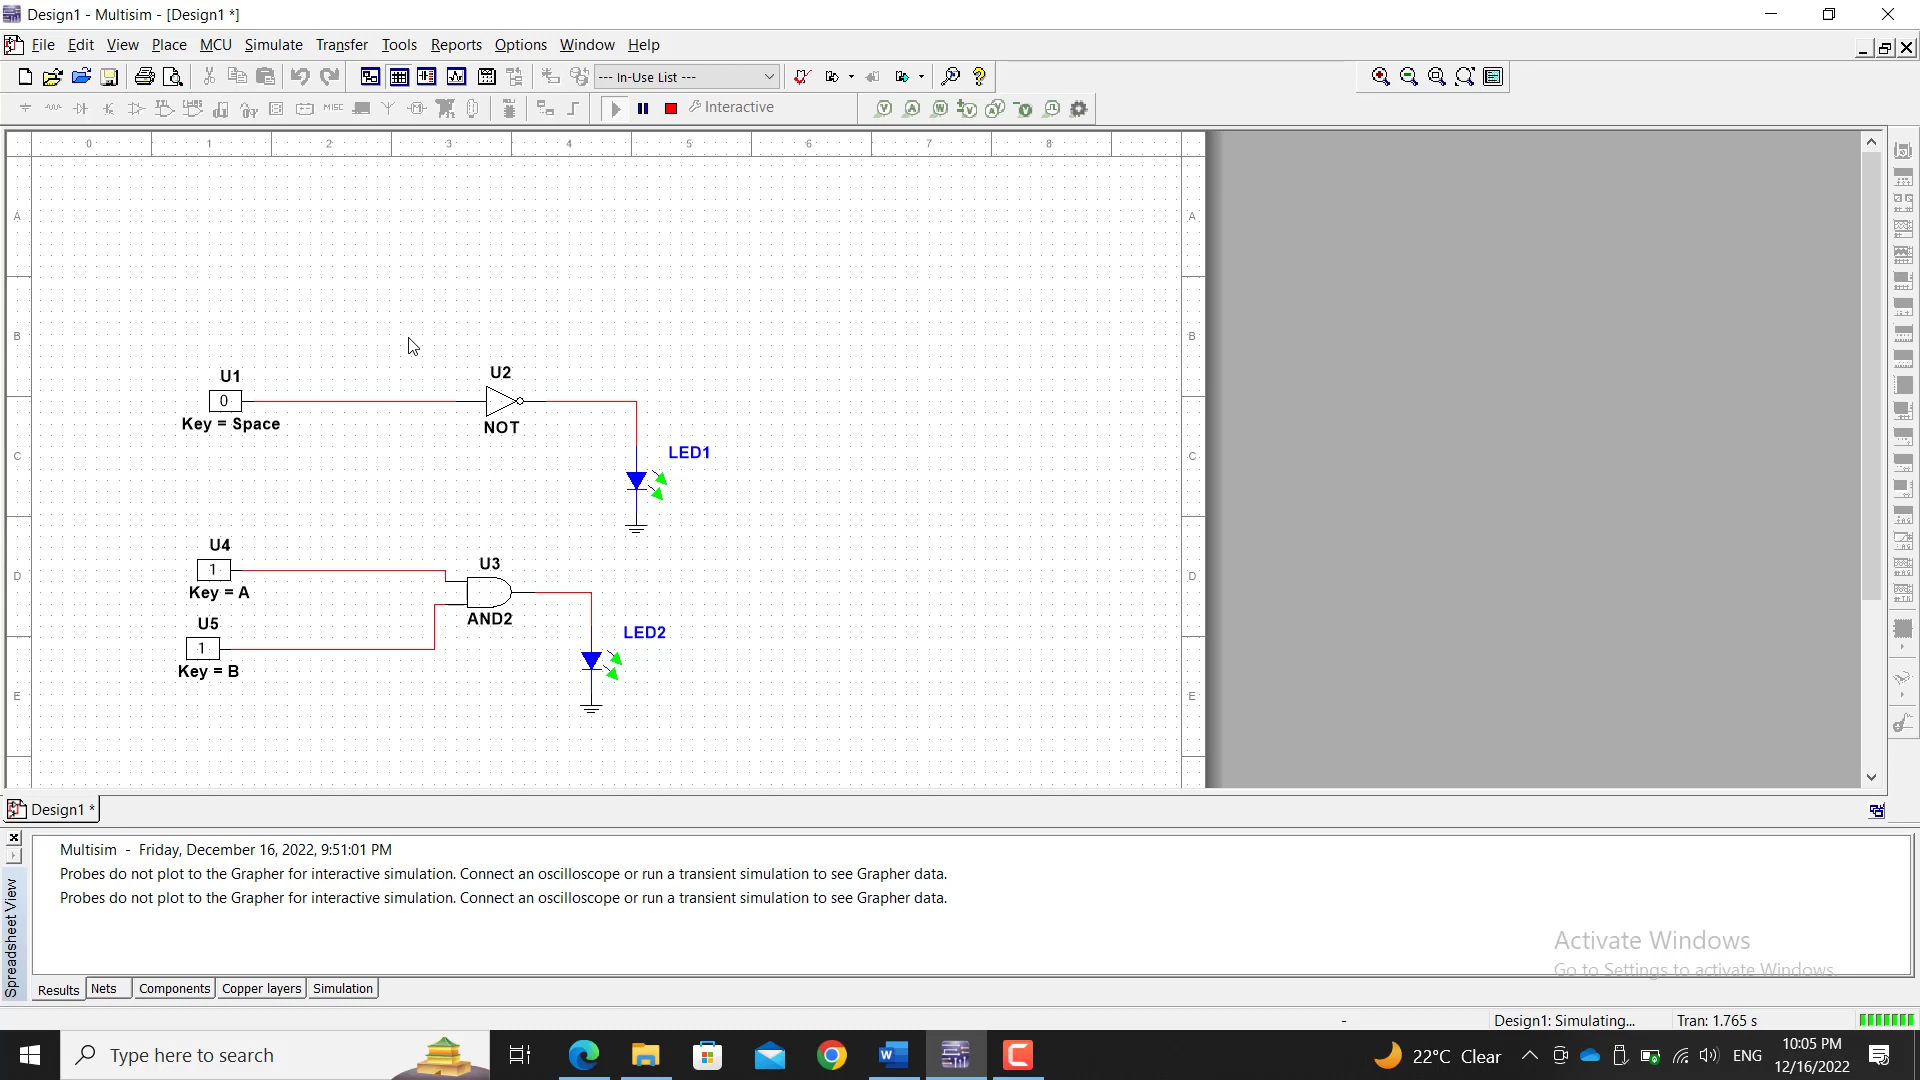 Design1 - Multisim - [Design1 *]
File Edit View Place MCU Simulate Transfer Tools Reports Options Window Help
--- In-Use List ---
MISC Interactive
0 1 2 3 4 5 6 7 8
A A
B B
U1
0
Key = Space
U2
NOT
C C
LED1
U4
1
Key = A
U3
AND2
D D
U5
1
Key = B
LED2
E E
Design1 *
Spreadsheet View
Multisim - Friday, December 16, 2022, 9:51:01 PM
Probes do not plot to the Grapher for interactive simulation. Connect an oscilloscope or run a transient simulation to see Grapher data.
Probes do not plot to the Grapher for interactive simulation. Connect an oscilloscope or run a transient simulation to see Grapher data.
Activate Windows
Go to Settings to activate Windows.
Results Nets Components Copper layers Simulation
- Design1: Simulating... Tran: 1.765 s
Type here to search
22°C Clear
ENG
10:05 PM
12/16/2022